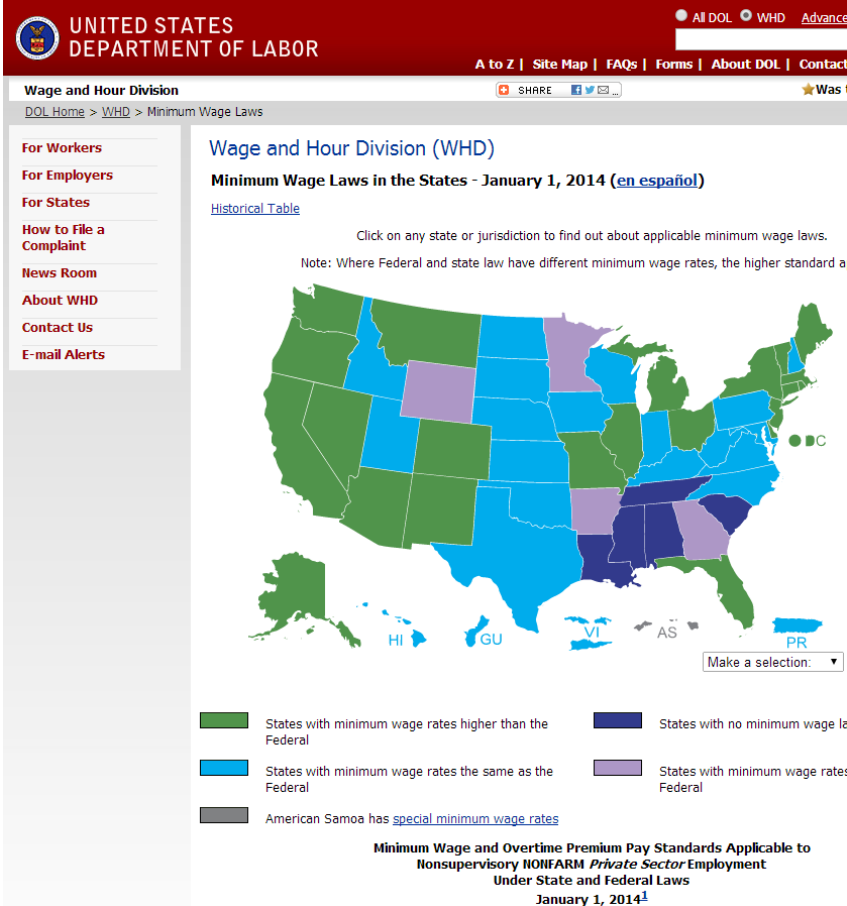 All DOL WHD Advance
UNITED STATES
DEPARTMENT OF LABOR
A to Z | Site Map | FAQs | Forms | About DOL | Contact
Wage and Hour Division
SHARE
Was t
DOL Home > WHD > Minimum Wage Laws
For Workers
For Employers
For States
How to File a
Complaint
News Room
About WHD
Contact Us
E-mail Alerts
Wage and Hour Division (WHD)
Minimum Wage Laws in the States - January 1, 2014 (en español)
Historical Table
Click on any state or jurisdiction to find out about applicable minimum wage laws.
Note: Where Federal and state law have different minimum wage rates, the higher standard a
DC
HI
GU
VI
AS
PR
Make a selection:
States with minimum wage rates higher than the
Federal
States with no minimum wage la
States with minimum wage rates the same as the
Federal
States with minimum wage rates
Federal
American Samoa has special minimum wage rates
Minimum Wage and Overtime Premium Pay Standards Applicable to
Nonsupervisory NONFARM Private Sector Employment
Under State and Federal Laws
January 1, 2014¹